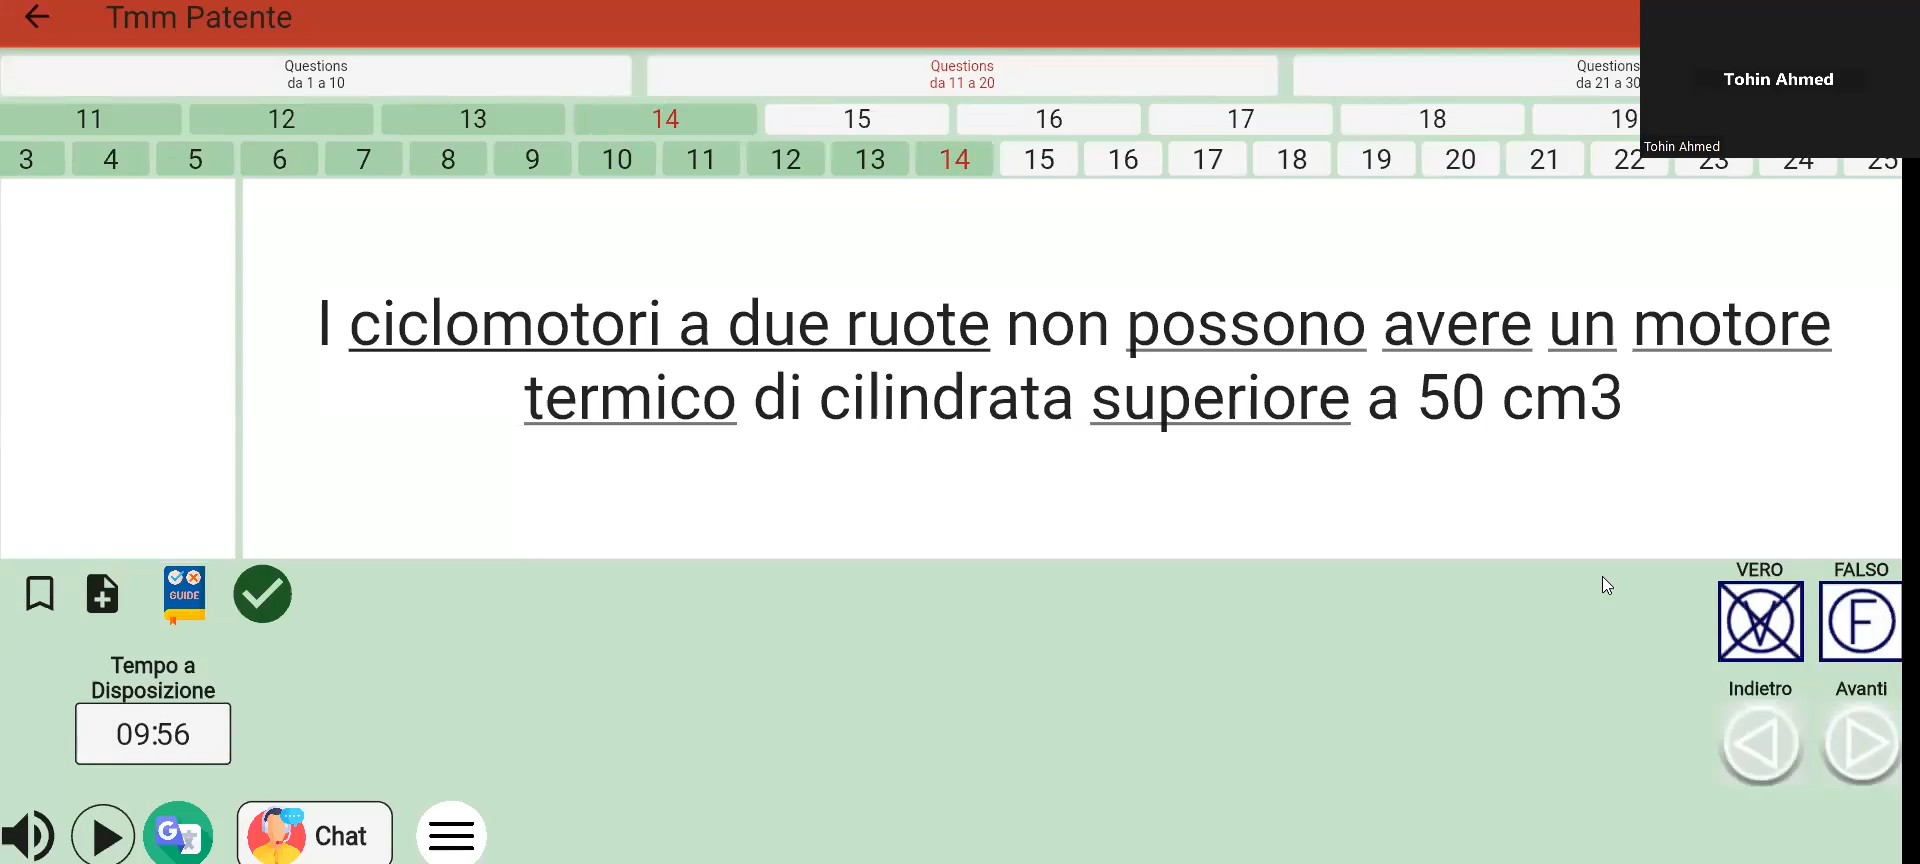 Tmm Patente
Tohin Ahmed
Tohin Ahmed
Questions
da 1 a 10
Questions
da 11 a 20
Questions
da 21 a 30
11 12 13 14 15 16 17 18 19
3 4 5 6 7 8 9 10 11 12 13 14 15 16 17 18 19 20 21 22 23 24 25
I ciclomotori a due ruote non possono avere un motore
termico di cilindrata superiore a 50 cm3
GUIDE
VERO FALSO
V F
Tempo a
Disposizione
09:56
Indietro Avanti
G
Chat